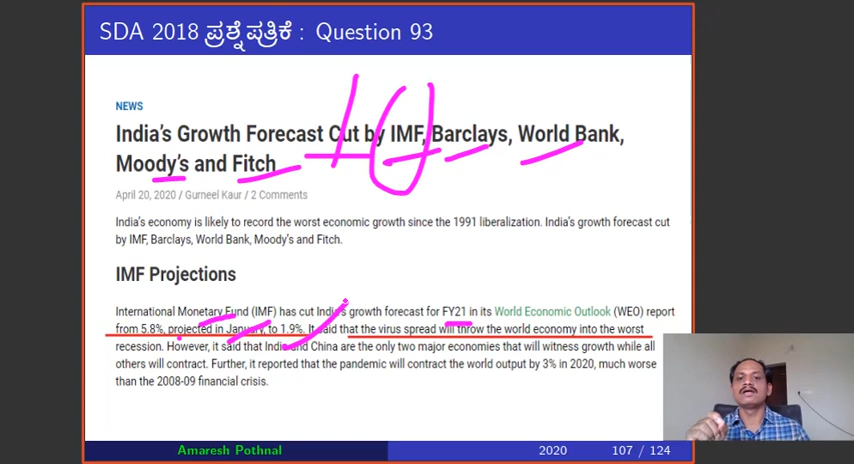 SDA 2018 ಪ್ರಶ್ನೆಪತ್ರಿಕೆ : Question 93
NEWS
India's Growth Forecast Cut by IMF, Barclays, World Bank,
Moody's and Fitch
April 20, 2020 / Gurneel Kaur / 2 Comments
India's economy is likely to record the worst economic growth since the 1991 liberalization. India's growth forecast cut
by IMF, Barclays, World Bank, Moody's and Fitch.
IMF Projections
International Monetary Fund (IMF) has cut India's growth forecast for FY21 in its World Economic Outlook (WEO) report
from 5.8%, projected in January, to 1.9%. It said that the virus spread will throw the world economy into the worst
recession. However, it said that India and China are the only two major economies that will witness growth while all
others will contract. Further, it reported that the pandemic will contract the world output by 3% in 2020, much worse
than the 2008-09 financial crisis.
Amaresh Pothnal 2020 107 / 124